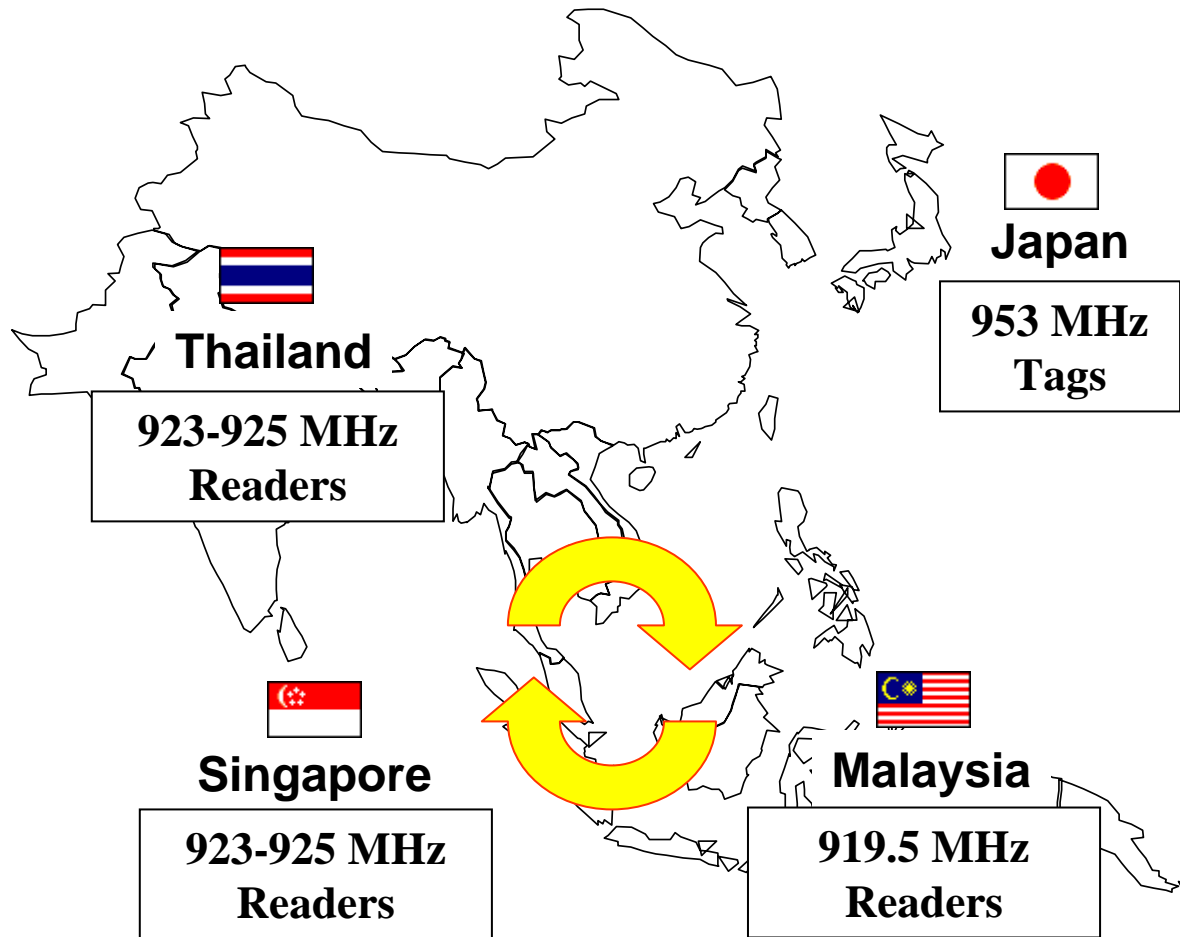 Japan
953 MHz
Tags
Thailand
923-925 MHz
Readers
Singapore
923-925 MHz
Readers
Malaysia
919.5 MHz
Readers